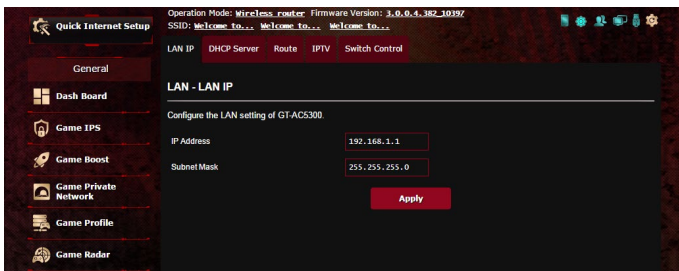 Quick Internet Setup
General
Dash Board
Game IPS
Game Boost
Game Private
Network
Game Profile
Game Radar
Operation Mode: Wireless router Firmware Version: 3.0.0.4.382_10397
SSID: Welcome to... Welcome to... Welcome to...
LAN IP DHCP Server Route IPTV Switch Control
LAN - LAN IP
Configure the LAN setting of GT-AC5300.
IP Address 192.168.1.1
Subnet Mask 255.255.255.0
Apply